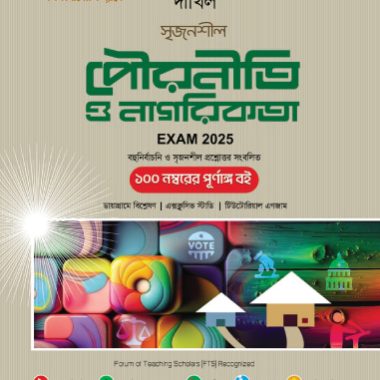 দাখিল
সৃজনশীল
পৌরনীতি
ও নাগরিকতা
EXAM 2025
বহুনির্বাচনি ও সৃজনশীল প্রশ্নোত্তর সংবলিত
১০০ নম্বরের পূর্ণাঙ্গ বই
ডায়াগ্রামে বিশ্লেষণ | এক্সক্লুসিভ স্টাডি | টিউটোরিয়াল এগজাম
VOTE
Forum of Teaching Scholars [FTS] Recognized